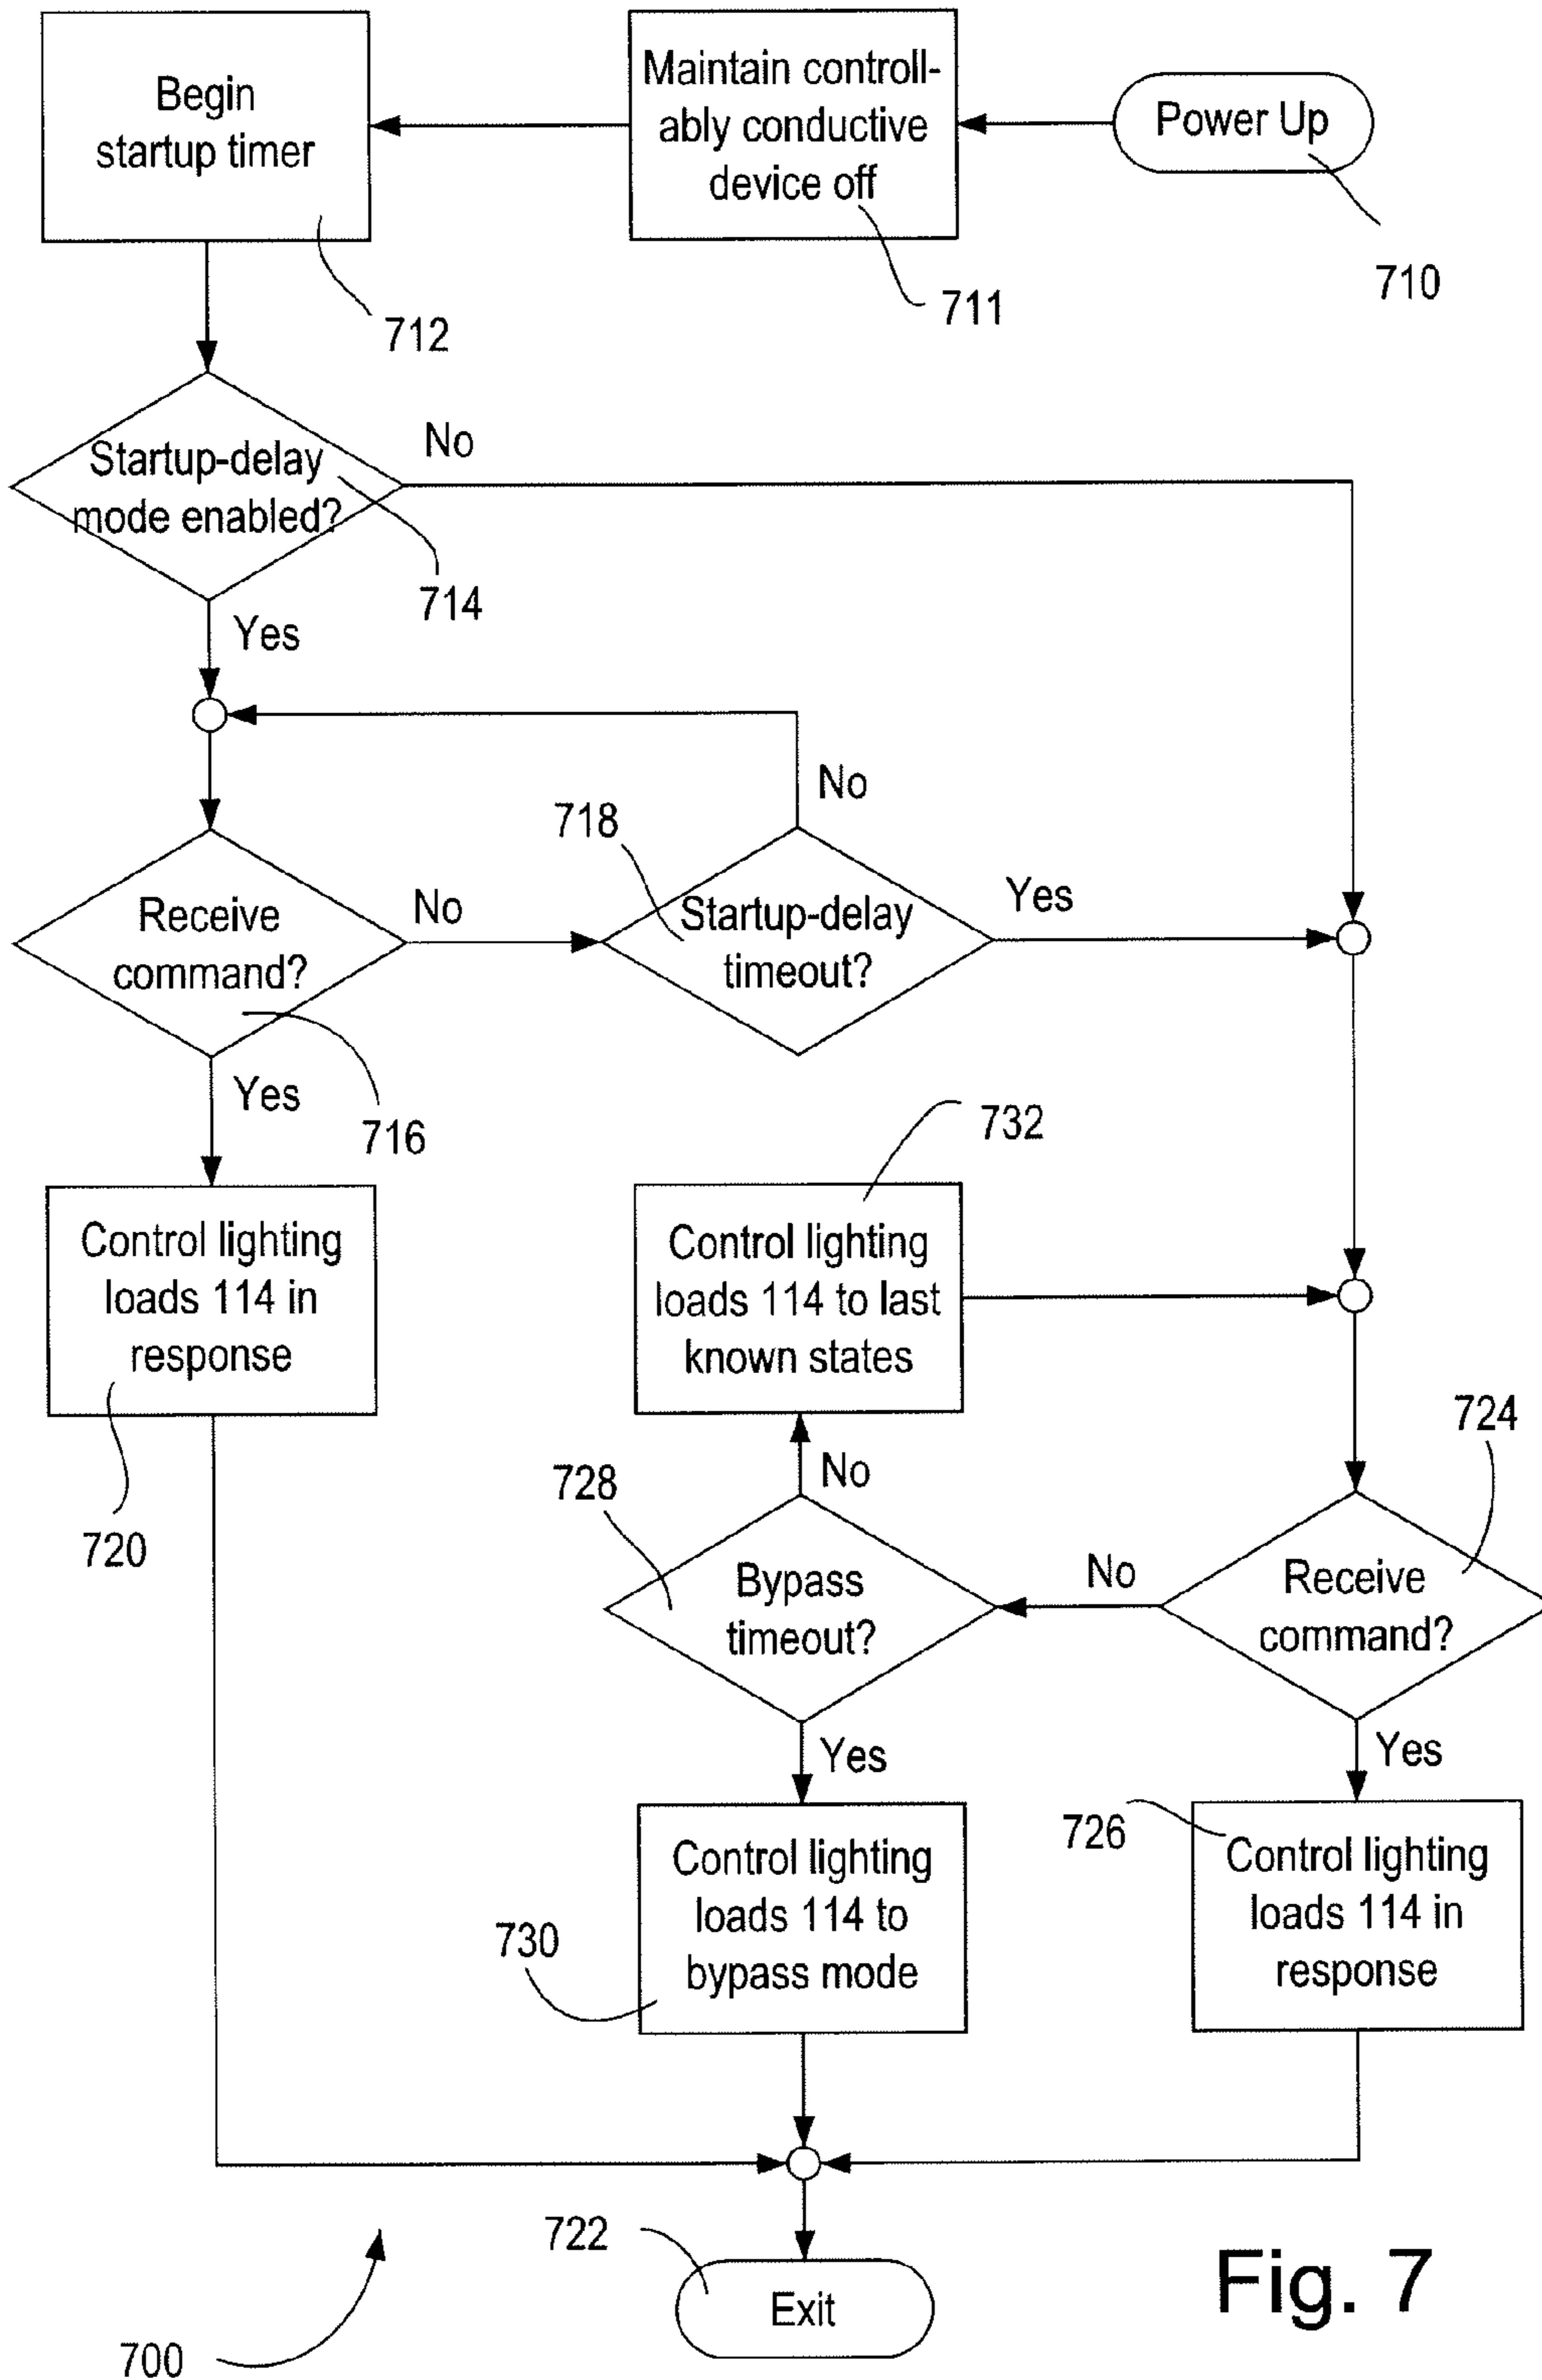 Begin
startup timer
712
Maintain controll-
ably conductive
device off
711
Power Up
710
Startup-delay
mode enabled?
714
No
Yes
Receive
command?
716
No
Yes
718
Startup-delay
timeout?
No
Yes
Control lighting
loads 114 in
response
720
732
Control lighting
loads 114 to last
known states
724
Receive
command?
No
Yes
728
Bypass
timeout?
No
Yes
730
Control lighting
loads 114 to
bypass mode
726
Control lighting
loads 114 in
response
722
Exit
700
Fig. 7